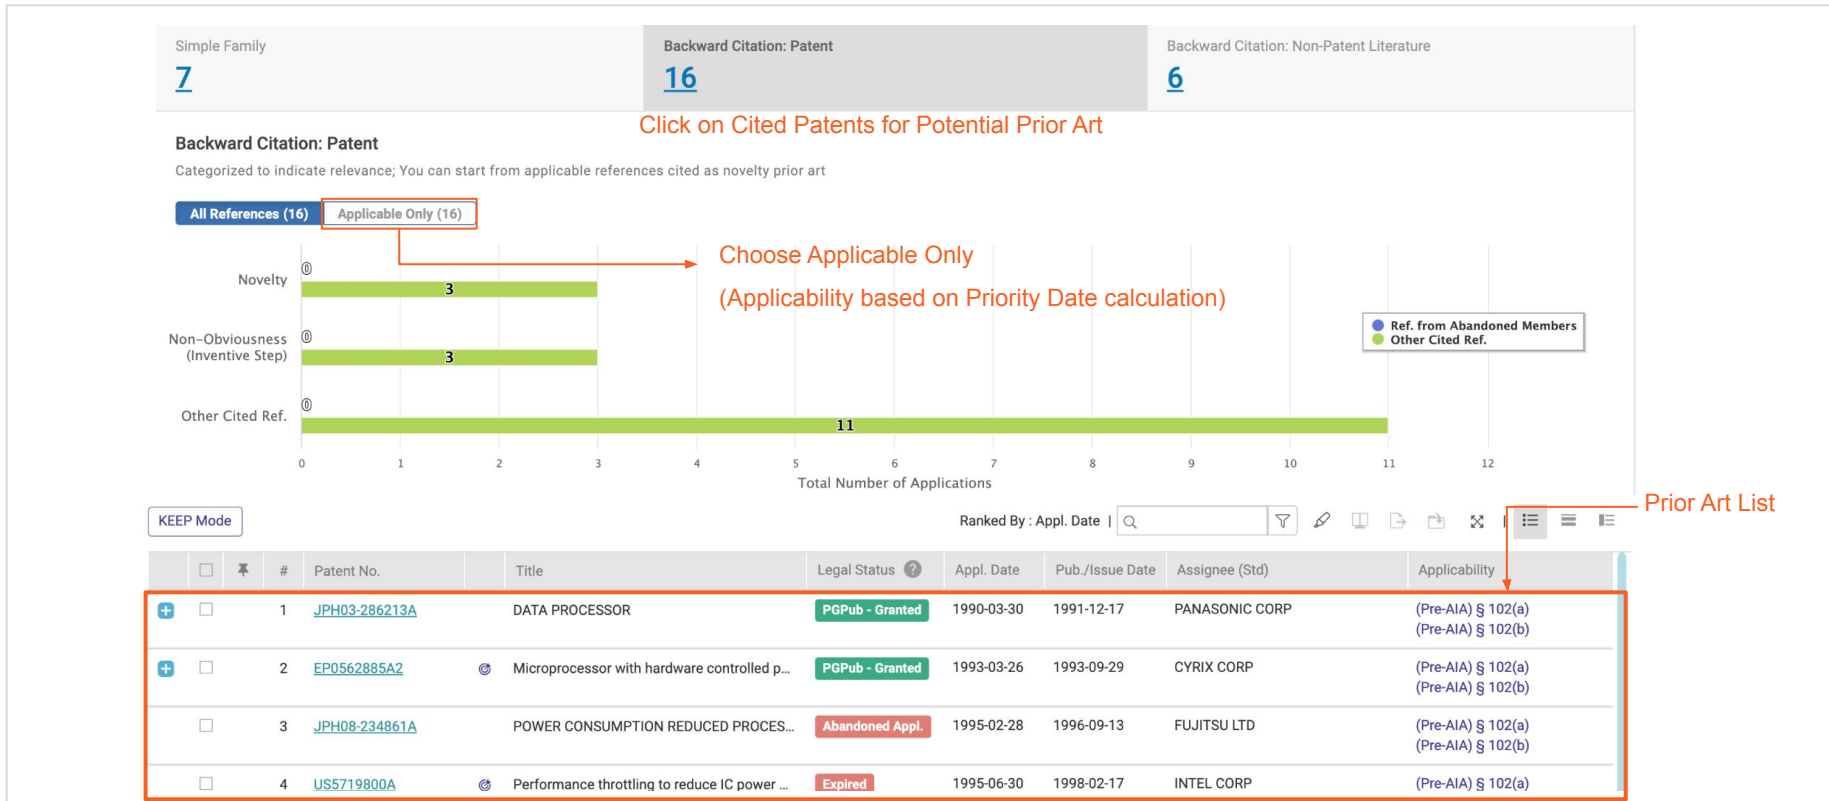 Simple Family
7
Backward Citation: Patent
16
Backward Citation: Non-Patent Literature
6
Click on Cited Patents for Potential Prior Art
Backward Citation: Patent
Categorized to indicate relevance; You can start from applicable references cited as novelty prior art
All References (16)
Applicable Only (16)
Choose Applicable Only
(Applicability based on Priority Date calculation)
Novelty
0
3
Non-Obviousness
(Inventive Step)
0
3
Other Cited Ref.
0
11
Ref. from Abandoned Members
Other Cited Ref.
0 1 2 3 4 5 6 7 8 9 10 11 12
Total Number of Applications
Prior Art List
KEEP Mode
Ranked By : Appl. Date |
# Patent No. Title Legal Status ? Appl. Date Pub./Issue Date Assignee (Std) Applicability
1 JPH03-286213A DATA PROCESSOR PGPub - Granted 1990-03-30 1991-12-17 PANASONIC CORP (Pre-AIA) § 102(a)
(Pre-AIA) § 102(b)
2 EP0562885A2 Microprocessor with hardware controlled p... PGPub - Granted 1993-03-26 1993-09-29 CYRIX CORP (Pre-AIA) § 102(a)
(Pre-AIA) § 102(b)
3 JPH08-234861A POWER CONSUMPTION REDUCED PROCES... Abandoned Appl. 1995-02-28 1996-09-13 FUJITSU LTD (Pre-AIA) § 102(a)
(Pre-AIA) § 102(b)
4 US5719800A Performance throttling to reduce IC power ... Expired 1995-06-30 1998-02-17 INTEL CORP (Pre-AIA) § 102(a)